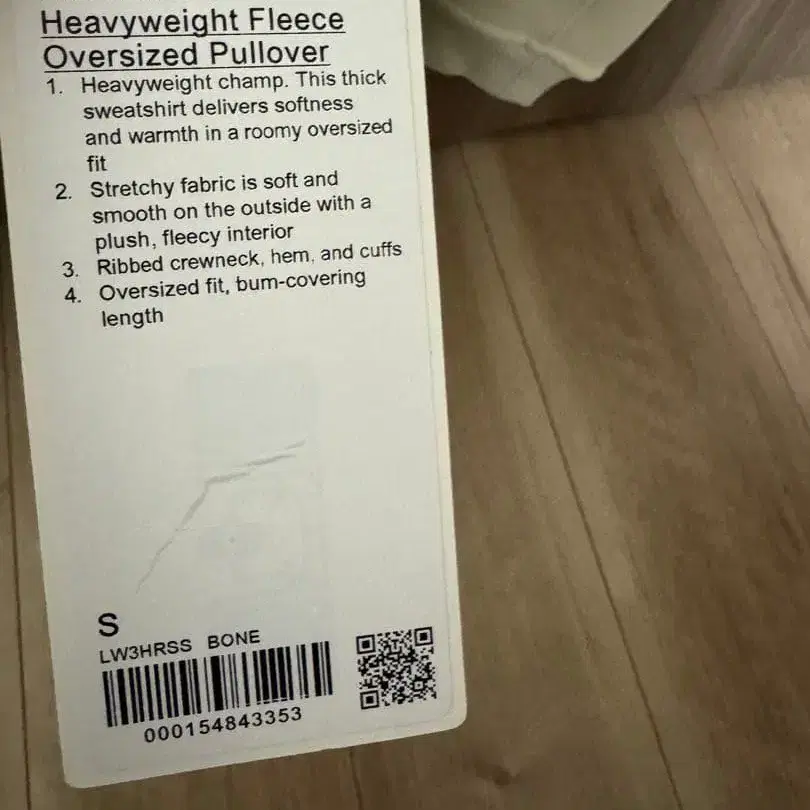 Heavyweight Fleece
Oversized Pullover
1. Heavyweight champ. This thick
sweatshirt delivers softness
and warmth in a roomy oversized
fit
2. Stretchy fabric is soft and
smooth on the outside with a
plush, fleecy interior
3. Ribbed crewneck, hem, and cuffs
4. Oversized fit, bum-covering
length
S
LW3HRSS BONE
000154843353